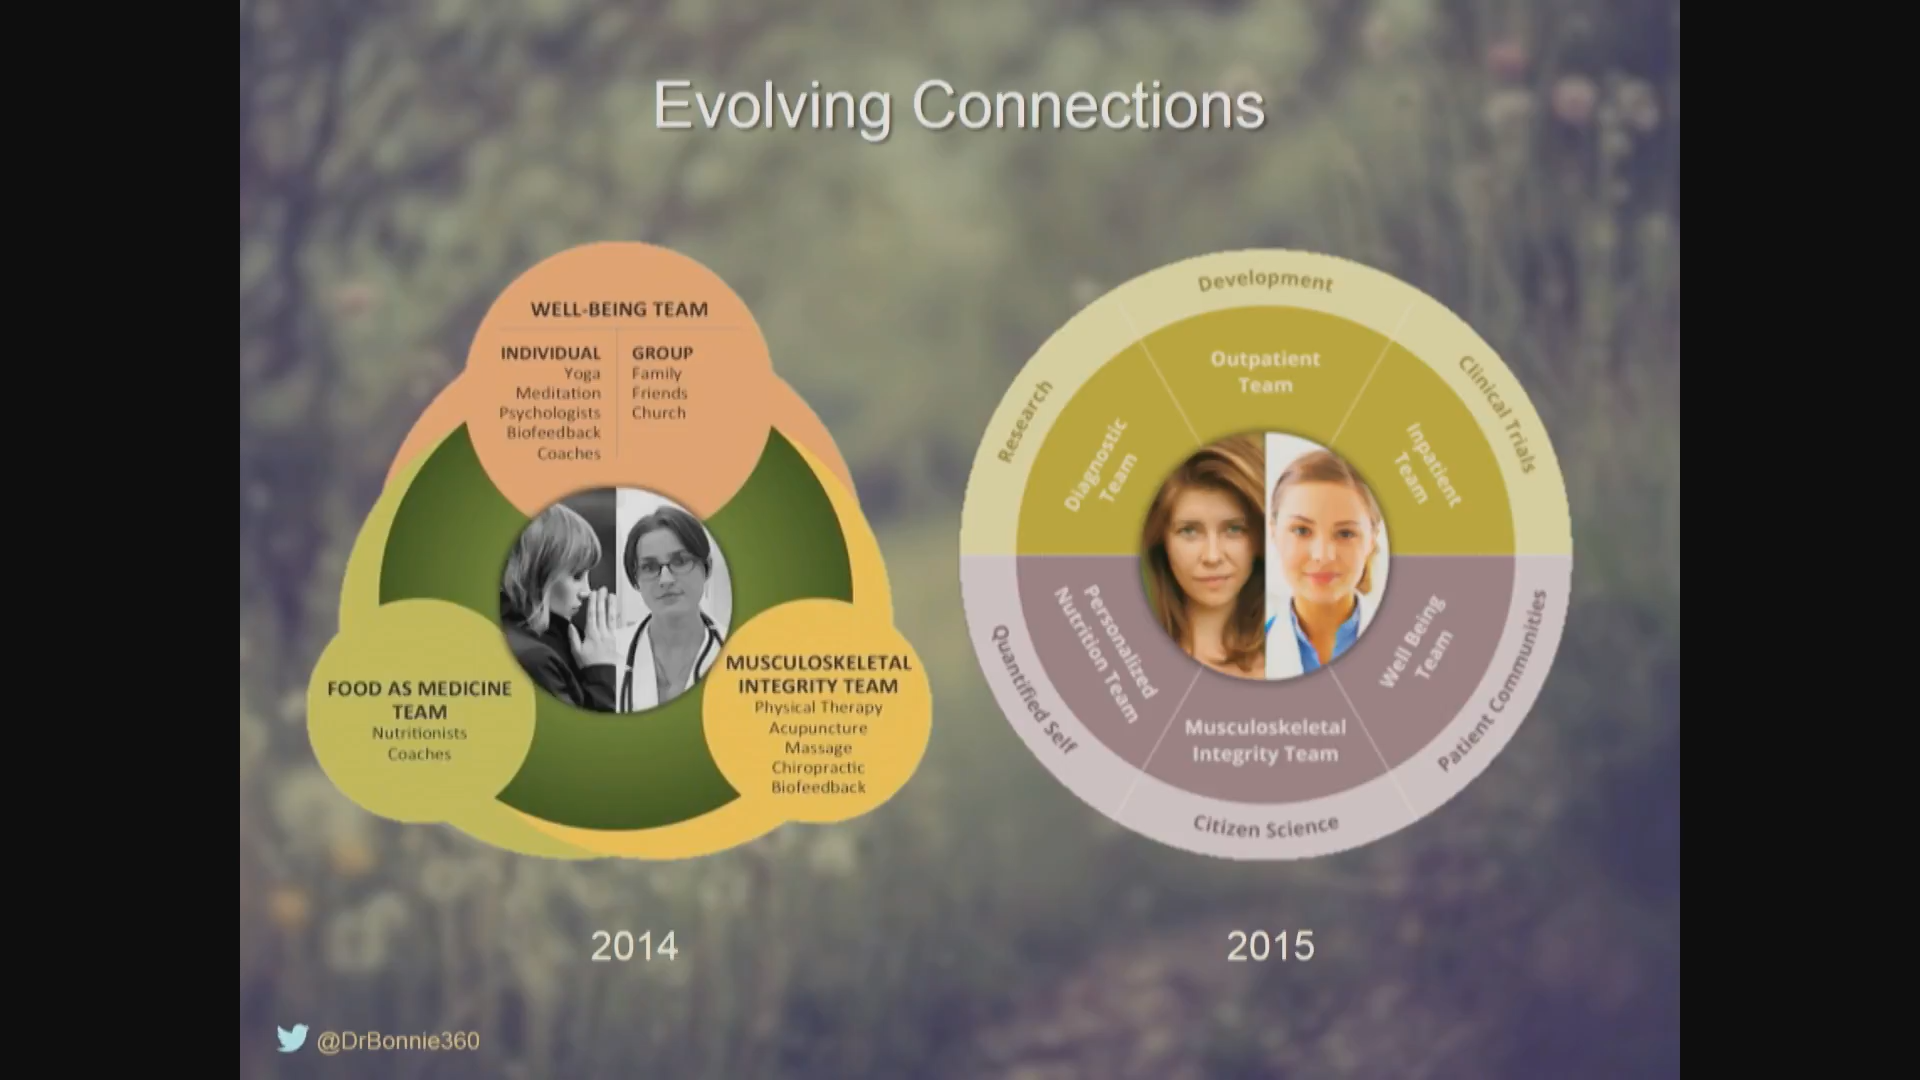 Evolving Connections
WELL-BEING TEAM
INDIVIDUAL
Yoga
Meditation
Psychologists
Biofeedback
Coaches
GROUP
Family
Friends
Church
FOOD AS MEDICINE
TEAM
Nutritionists
Coaches
MUSCULOSKELETAL
INTEGRITY TEAM
Physical Therapy
Acupuncture
Massage
Chiropractic
Biofeedback
2014
Development
Clinical Trials
Patient Communities
Citizen Science
Quantified Self
Research
Outpatient
Team
Inpatient
Team
Well Being
Team
Musculoskeletal
Integrity Team
Personalized
Nutrition Team
Diagnostic
Team
2015
@DrBonnie360